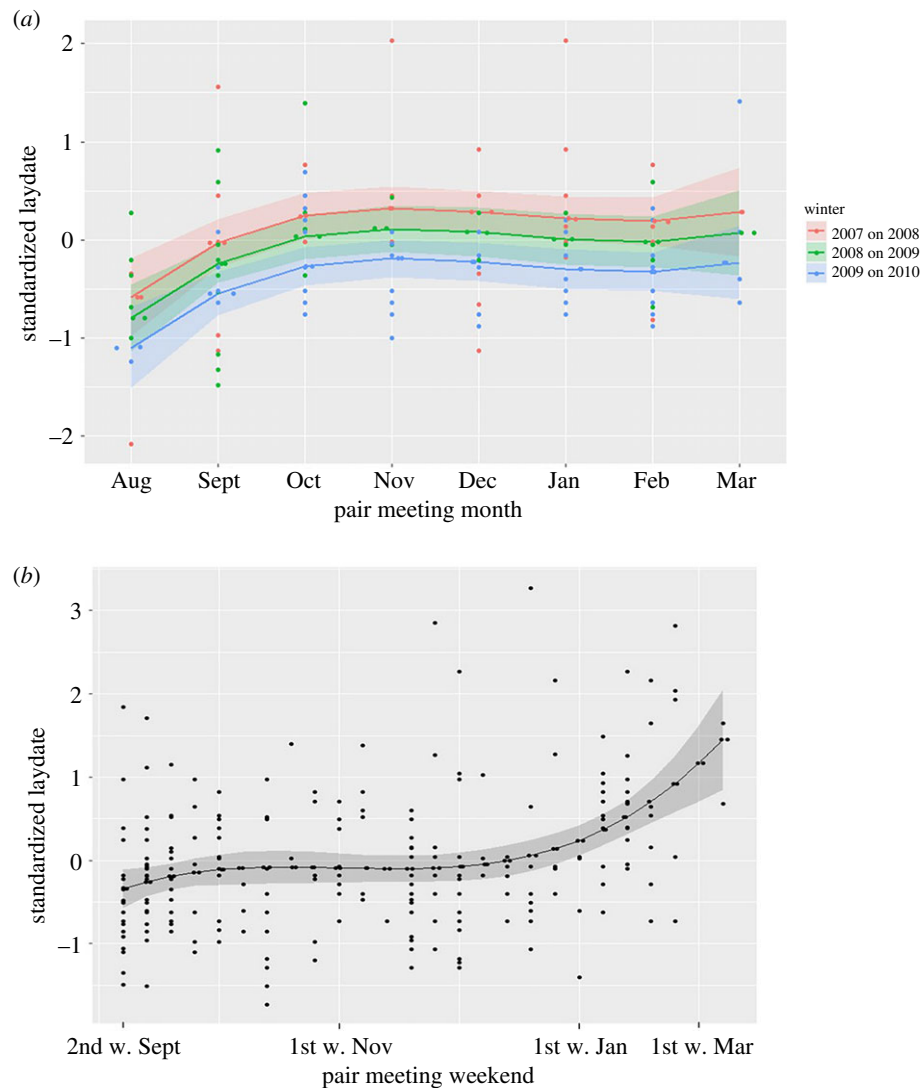 (a)
2
1
0
–1
–2
standardized laydate
Aug Sept Oct Nov Dec Jan Feb Mar
pair meeting month
winter
2007 on 2008
2008 on 2009
2009 on 2010
(b)
3
2
1
0
–1
standardized laydate
2nd w. Sept 1st w. Nov 1st w. Jan 1st w. Mar
pair meeting weekend